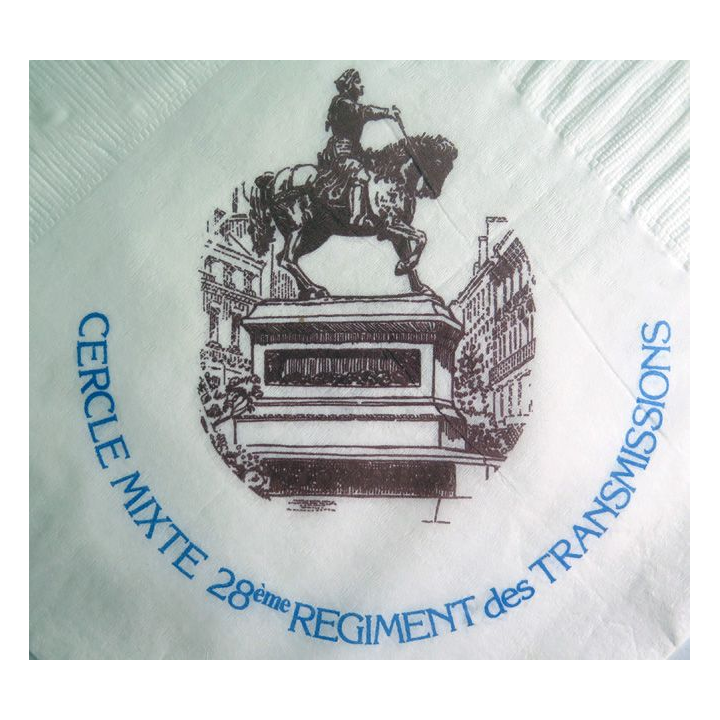 CERCLE MIXTE 28ème REGIMENT des TRANSMISSIONS